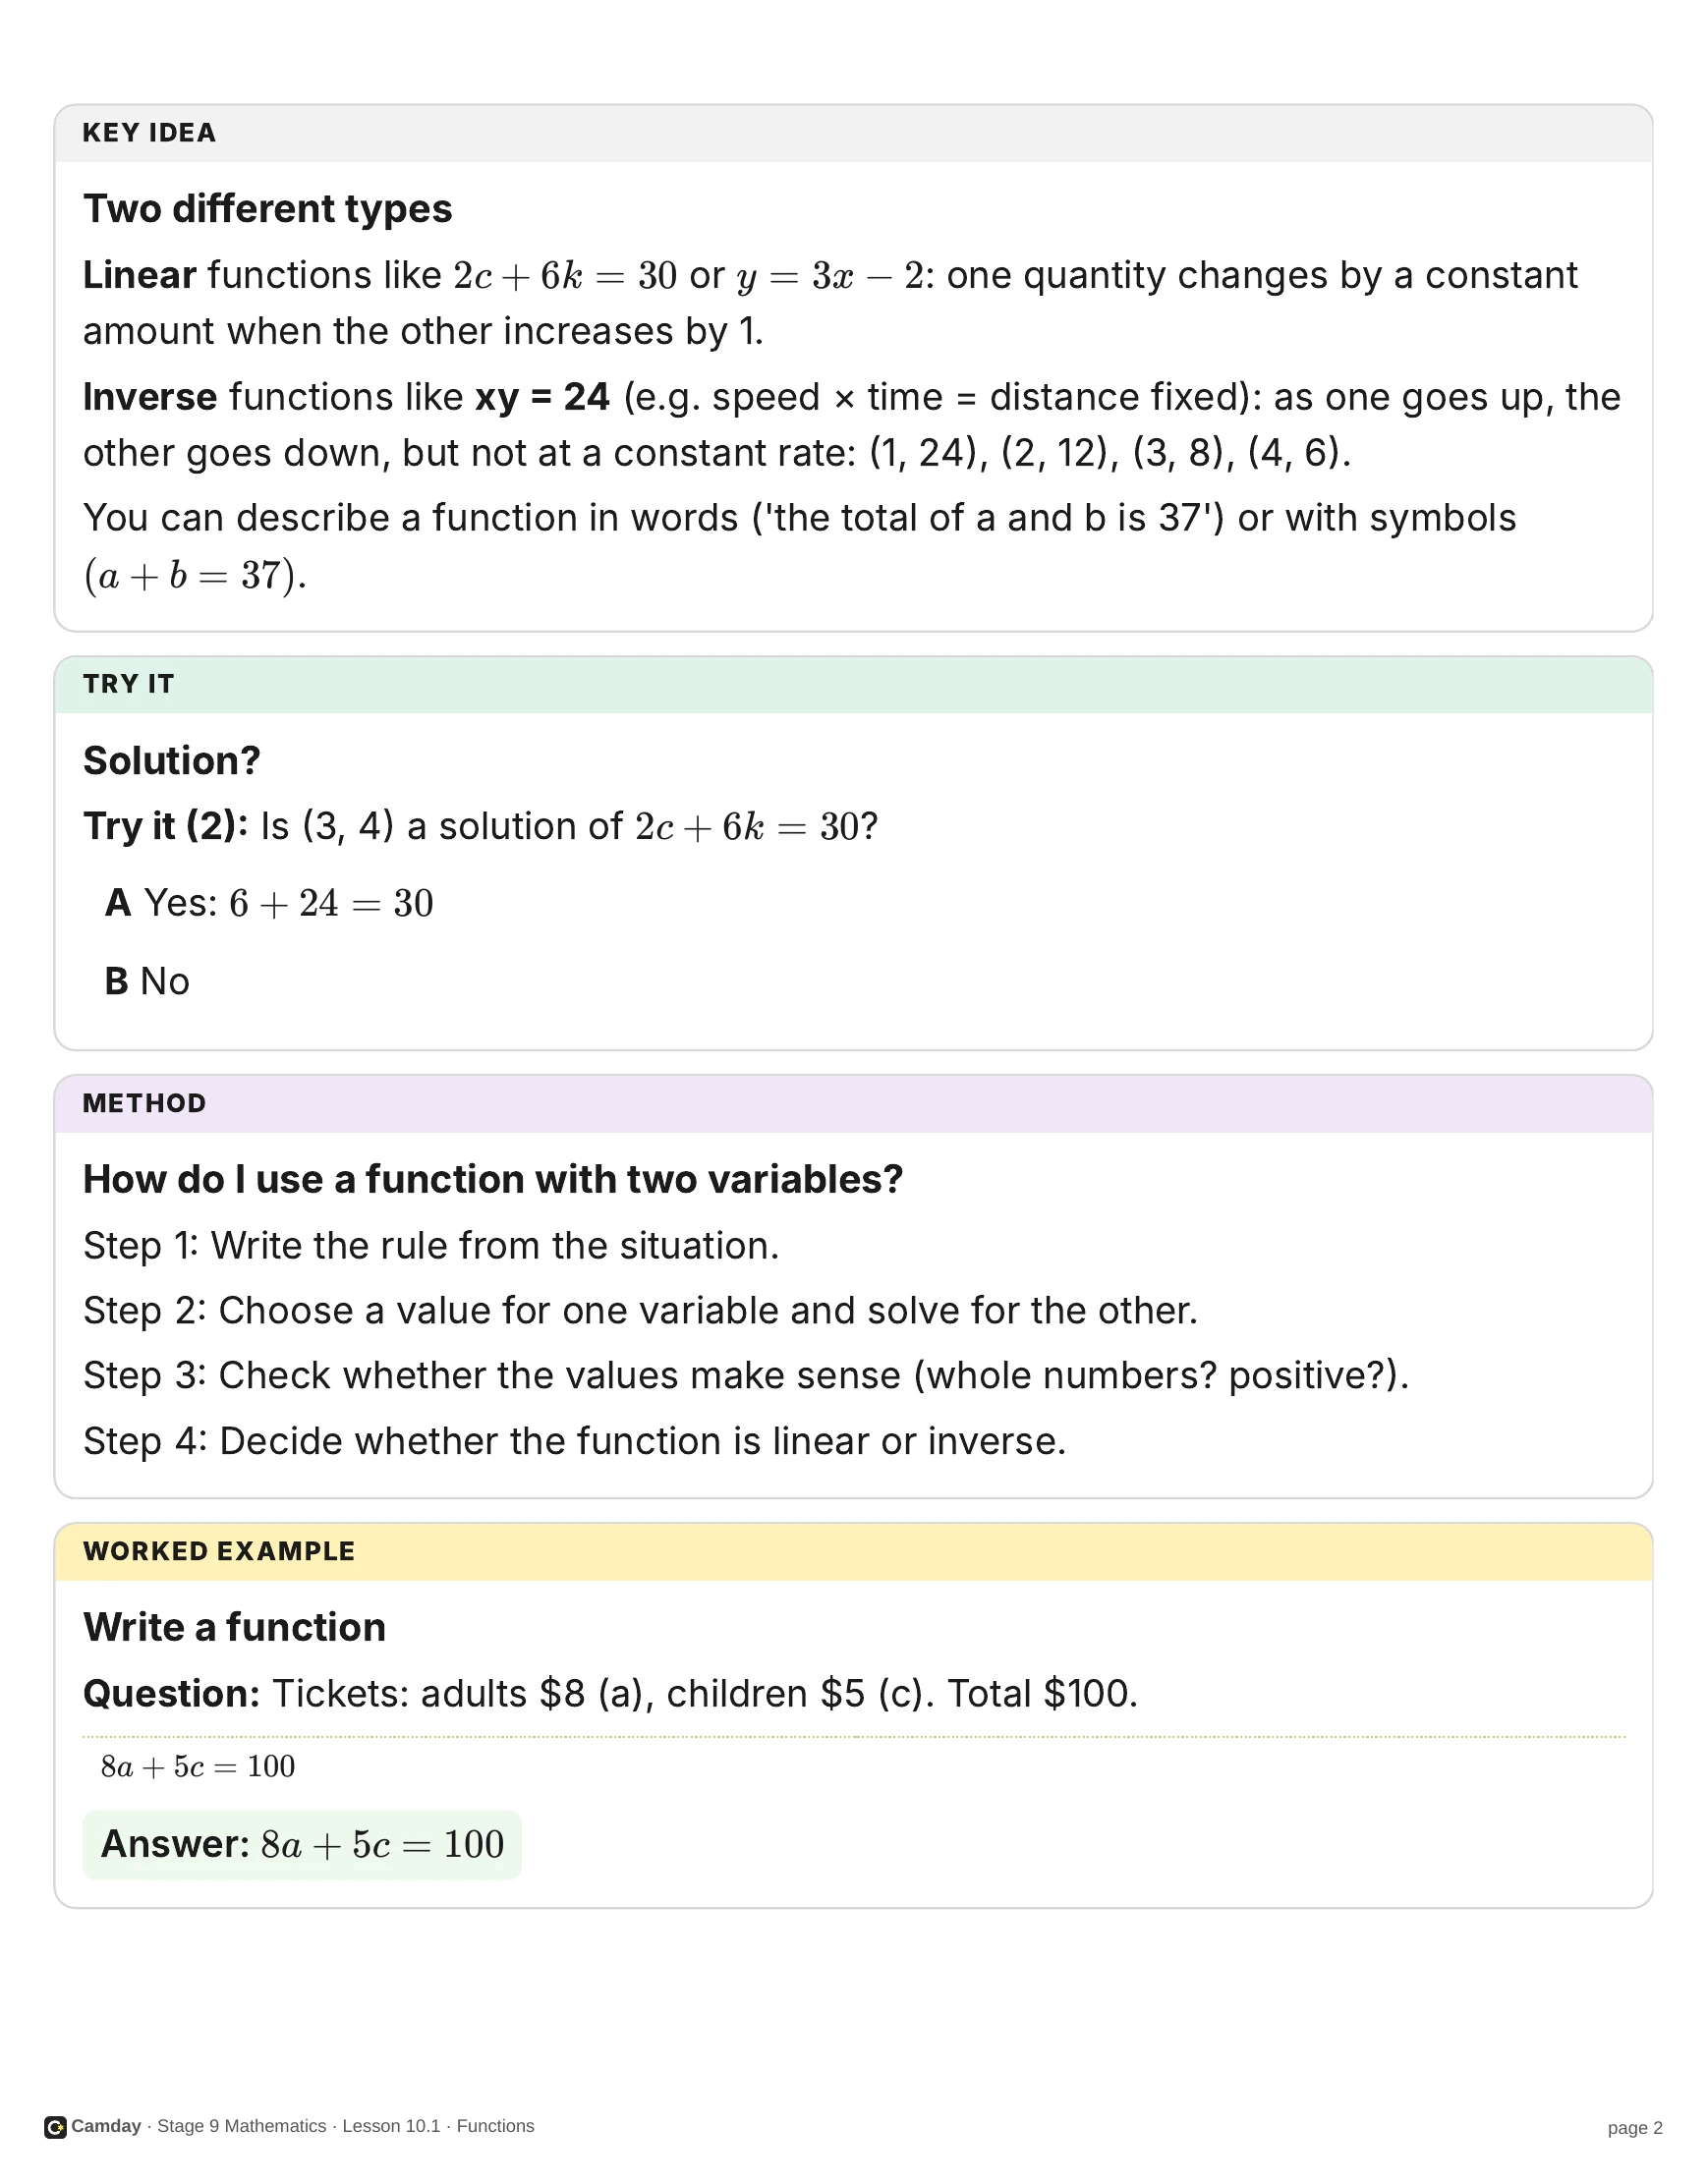 KEY IDEA
Two different types
Linear functions like 2c + 6k = 30 or y = 3x − 2: one quantity changes by a constant
amount when the other increases by 1.
Inverse functions like xy = 24 (e.g. speed × time = distance fixed): as one goes up, the
other goes down, but not at a constant rate: (1, 24), (2, 12), (3, 8), (4, 6).
You can describe a function in words ('the total of a and b is 37') or with symbols
(a + b = 37).
TRY IT
Solution?
Try it (2): Is (3, 4) a solution of 2c + 6k = 30?
A Yes: 6 + 24 = 30
B No
METHOD
How do I use a function with two variables?
Step 1: Write the rule from the situation.
Step 2: Choose a value for one variable and solve for the other.
Step 3: Check whether the values make sense (whole numbers? positive?).
Step 4: Decide whether the function is linear or inverse.
WORKED EXAMPLE
Write a function
Question: Tickets: adults $8 (a), children $5 (c). Total $100.
8a + 5c = 100
Answer: 8a + 5c = 100
Camday · Stage 9 Mathematics · Lesson 10.1 · Functions
page 2